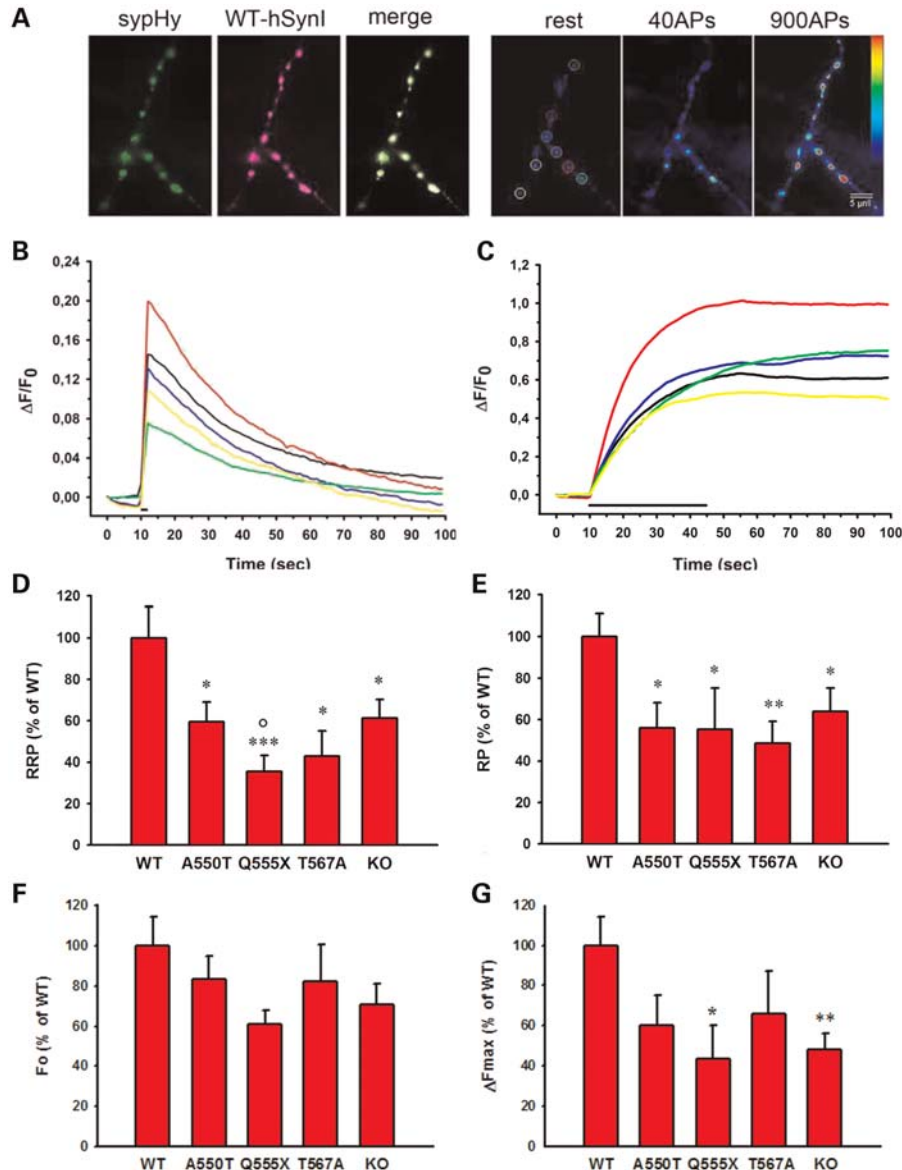 A
sypHy WT-hSynI merge rest 40APs 900APs
5 µm
B
0,24
0,20
0,16
0,12
0,08
0,04
0,00
ΔF/F0
0 10 20 30 40 50 60 70 80 90 100
Time (sec)
C
1,2
1,0
0,8
0,6
0,4
0,2
0,0
ΔF/F0
0 10 20 30 40 50 60 70 80 90 100
Time (sec)
D
120
100
80
60
40
20
0
RRP (% of WT)
*
°
***
*
*
WT A550T Q555X T567A KO
E
120
100
80
60
40
20
0
RP (% of WT)
*
*
**
*
WT A550T Q555X T567A KO
F
120
100
80
60
40
20
0
Fo (% of WT)
WT A550T Q555X T567A KO
G
120
100
80
60
40
20
0
ΔFmax (% of WT)
*
**
WT A550T Q555X T567A KO